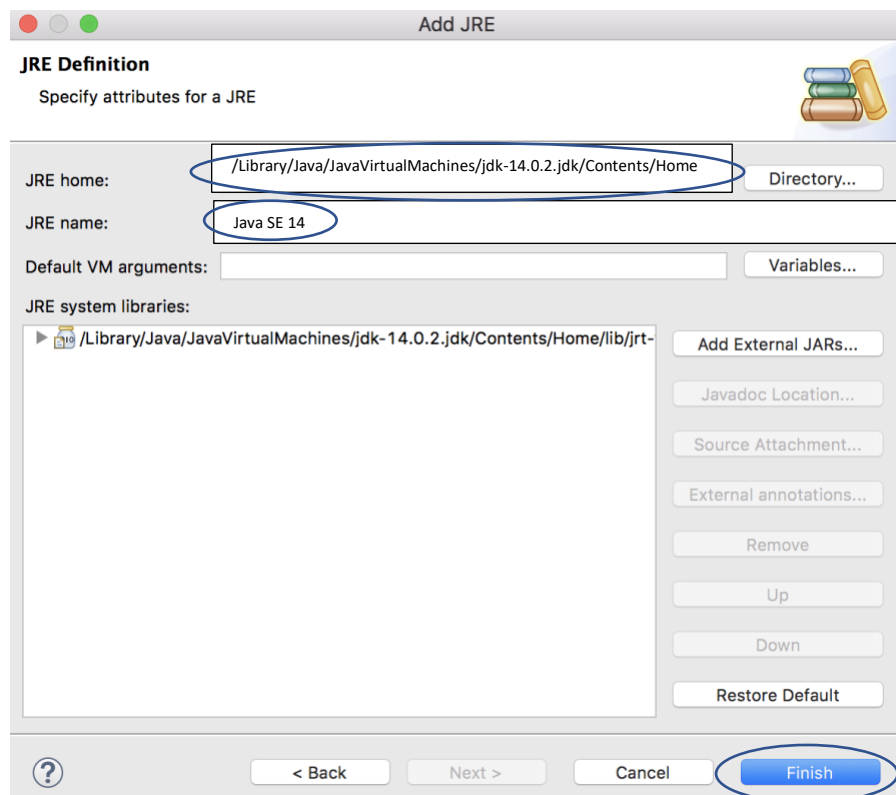 Add JRE
JRE Definition
Specify attributes for a JRE
JRE home:
/Library/Java/JavaVirtualMachines/jdk-14.0.2.jdk/Contents/Home
Directory...
JRE name:
Java SE 14
Default VM arguments:
Variables...
JRE system libraries:
/Library/Java/JavaVirtualMachines/jdk-14.0.2.jdk/Contents/Home/lib/jrt-
Add External JARs...
Javadoc Location...
Source Attachment...
External annotations...
Remove
Up
Down
Restore Default
?
< Back
Next >
Cancel
Finish